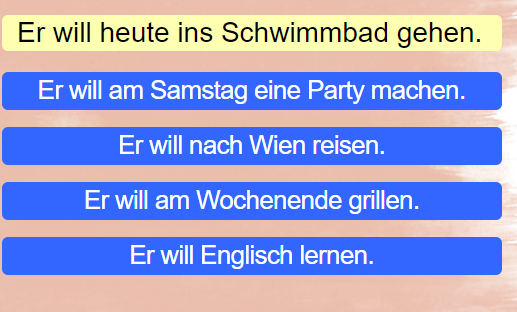 Er will heute ins Schwimmbad gehen.
Er will am Samstag eine Party machen.
Er will nach Wien reisen.
Er will am Wochenende grillen.
Er will Englisch lernen.